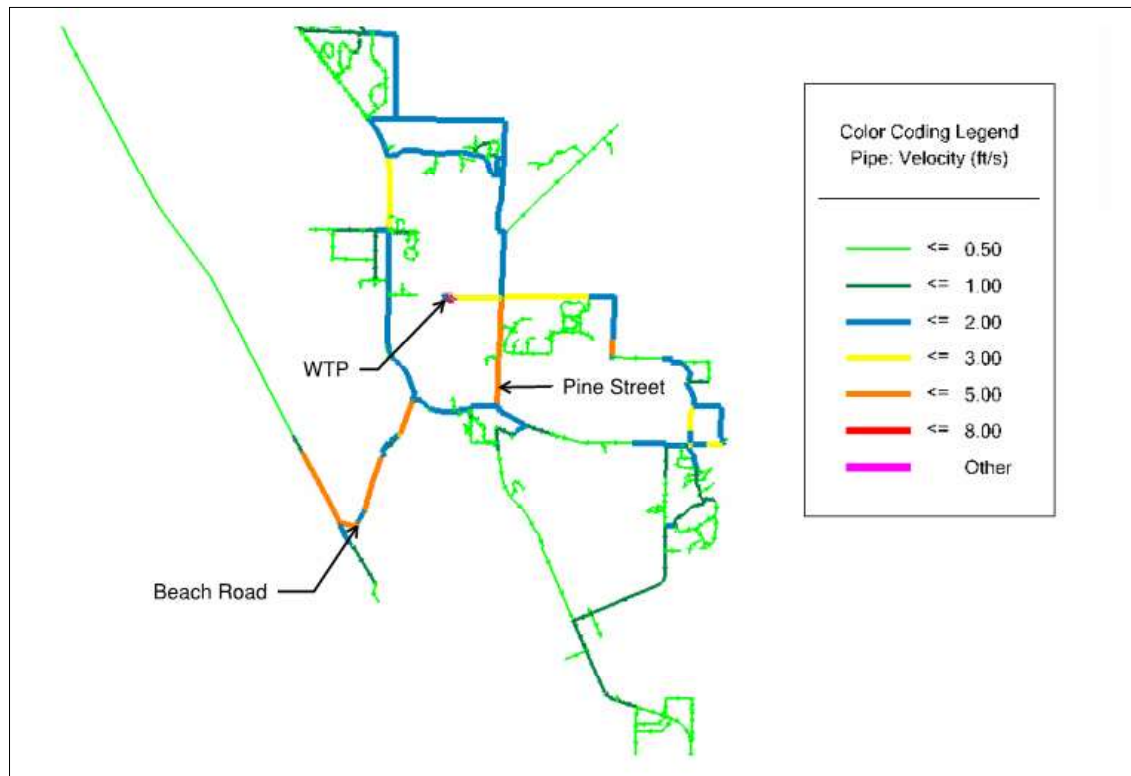 Color Coding Legend
Pipe: Velocity (ft/s)
<= 0.50
<= 1.00
<= 2.00
<= 3.00
<= 5.00
<= 8.00
Other
WTP
Pine Street
Beach Road